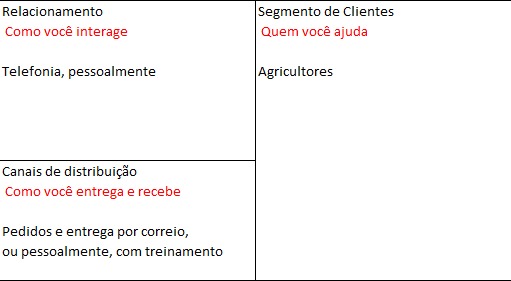 Relacionamento
Como você interage
Telefonia, pessoalmente
Canais de distribuição
Como você entrega e recebe
Pedidos e entrega por correio,
ou pessoalmente, com treinamento
Segmento de Clientes
Quem você ajuda
Agricultores